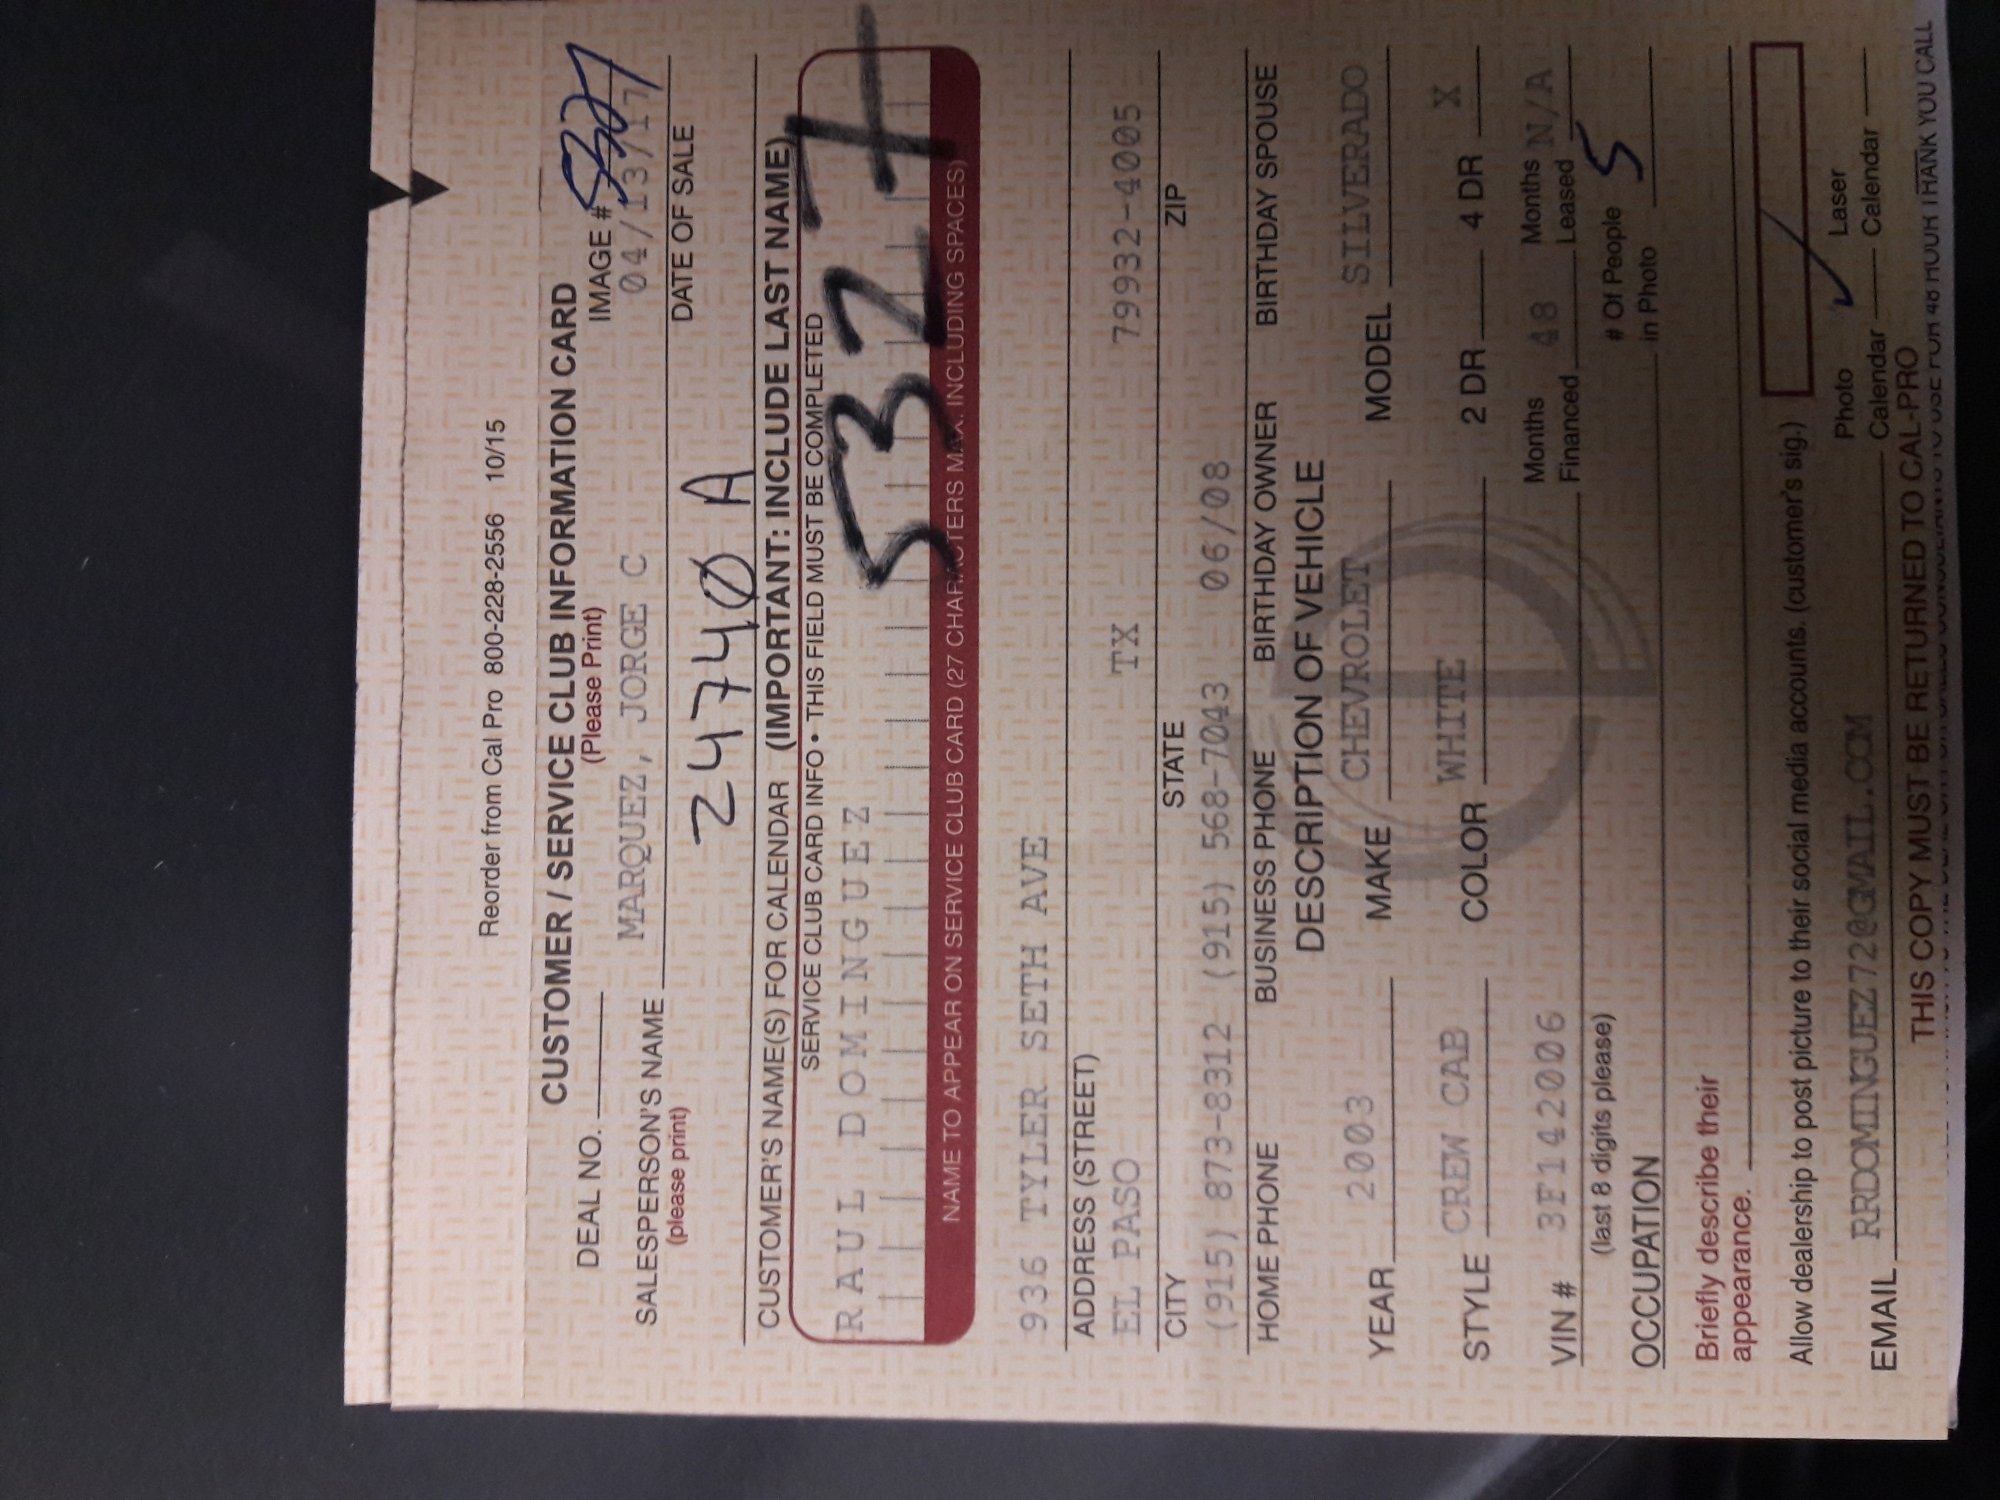 Reorder from Cal Pro 800-228-2556 10/15
CUSTOMER / SERVICE CLUB INFORMATION CARD
(Please Print)
DEAL NO. IMAGE # 5327
SALESPERSON'S NAME MARQUEZ, JORGE C 04/13/17
(please print) DATE OF SALE
24740 A
CUSTOMER'S NAME(S) FOR CALENDAR (IMPORTANT: INCLUDE LAST NAME)
SERVICE CLUB CARD INFO • THIS FIELD MUST BE COMPLETED
RAUL DOMINGUEZ
5327
NAME TO APPEAR ON SERVICE CLUB CARD (27 CHARACTERS MAX. INCLUDING SPACES)
936 TYLER SETH AVE
ADDRESS (STREET)
EL PASO TX 79932-4005
CITY STATE ZIP
(915) 873-8312 (915) 568-7043 06/08
HOME PHONE BUSINESS PHONE BIRTHDAY OWNER BIRTHDAY SPOUSE
DESCRIPTION OF VEHICLE
YEAR 2003 MAKE CHEVROLET MODEL SILVERADO
STYLE CREW CAB COLOR WHITE 2 DR 4 DR X
VIN # 3F142006 Months Financed 48 Months Leased N/A
(last 8 digits please)
OCCUPATION # Of People in Photo 5
Briefly describe their
appearance.
Allow dealership to post picture to their social media accounts. (customer's sig.)
EMAIL RRDOMINGUEZ72@GMAIL.COM Photo Calendar Laser Calendar
THIS COPY MUST BE RETURNED TO CAL-PRO
THANK YOU CALL